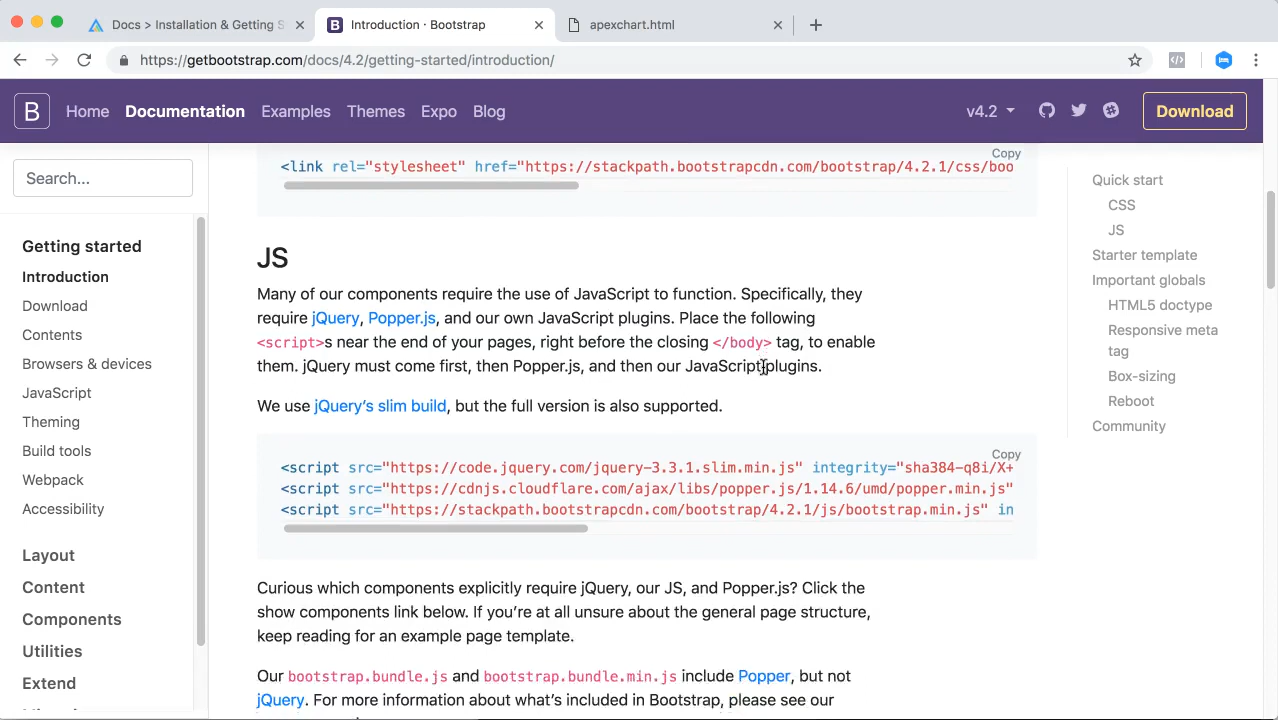 Docs > Installation & Getting S
Introduction · Bootstrap
apexchart.html
https://getbootstrap.com/docs/4.2/getting-started/introduction/
B
Home
Documentation
Examples
Themes
Expo
Blog
v4.2
Download
Search...
Getting started
Introduction
Download
Contents
Browsers & devices
JavaScript
Theming
Build tools
Webpack
Accessibility
Layout
Content
Components
Utilities
Extend
Copy
<link rel="stylesheet" href="https://stackpath.bootstrapcdn.com/bootstrap/4.2.1/css/boo
JS
Many of our components require the use of JavaScript to function. Specifically, they
require jQuery, Popper.js, and our own JavaScript plugins. Place the following
<script>s near the end of your pages, right before the closing </body> tag, to enable
them. jQuery must come first, then Popper.js, and then our JavaScript plugins.
We use jQuery’s slim build, but the full version is also supported.
Copy
<script src="https://code.jquery.com/jquery-3.3.1.slim.min.js" integrity="sha384-q8i/X+
<script src="https://cdnjs.cloudflare.com/ajax/libs/popper.js/1.14.6/umd/popper.min.js"
<script src="https://stackpath.bootstrapcdn.com/bootstrap/4.2.1/js/bootstrap.min.js" in
Curious which components explicitly require jQuery, our JS, and Popper.js? Click the
show components link below. If you’re at all unsure about the general page structure,
keep reading for an example page template.
Our bootstrap.bundle.js and bootstrap.bundle.min.js include Popper, but not
jQuery. For more information about what’s included in Bootstrap, please see our
Quick start
CSS
JS
Starter template
Important globals
HTML5 doctype
Responsive meta
tag
Box-sizing
Reboot
Community